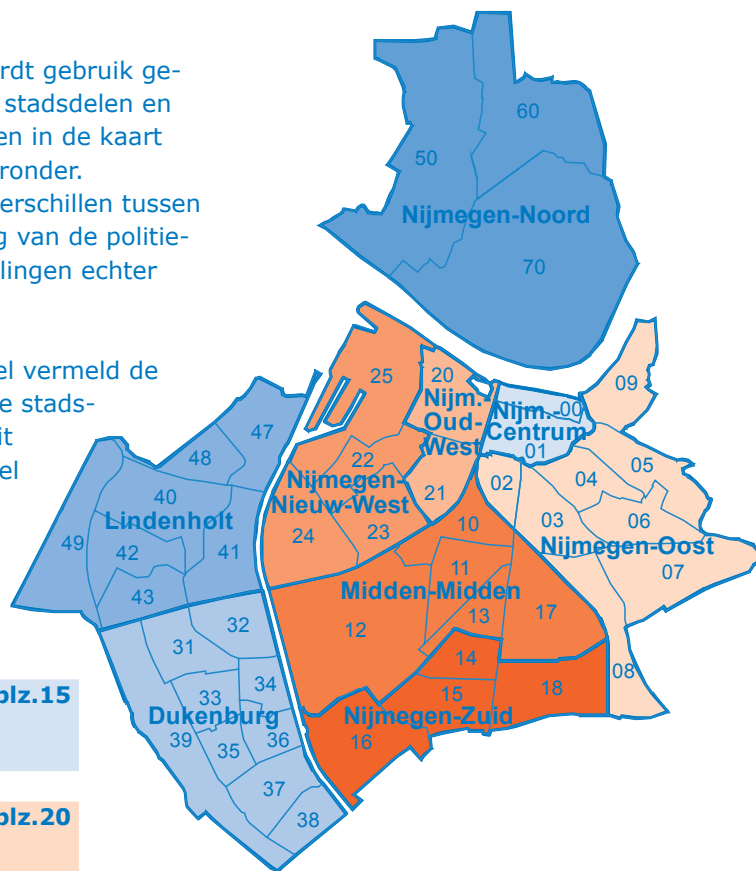 rdt gebruik ge-
stadsdelen en
en in de kaart
ronder.
erschillen tussen
g van de politie-
lingen echter
el vermeld de
e stads-
it
el
blz.15
blz.20
60
50
Nijmegen-Noord
70
25
20
09
Nijm.-
Oud-
West
Nijm.-
Centrum
00
01
47
48
22
Nijmegen-
Nieuw-West
21
02
04
05
40
Lindenholt
24
23
10
03
06
Nijmegen-Oost
49
42
41
11
07
43
Midden-Midden
12
13
17
32
31
14
08
34
33
15
18
Dukenburg
Nijmegen-Zuid
39
35
36
16
37
38